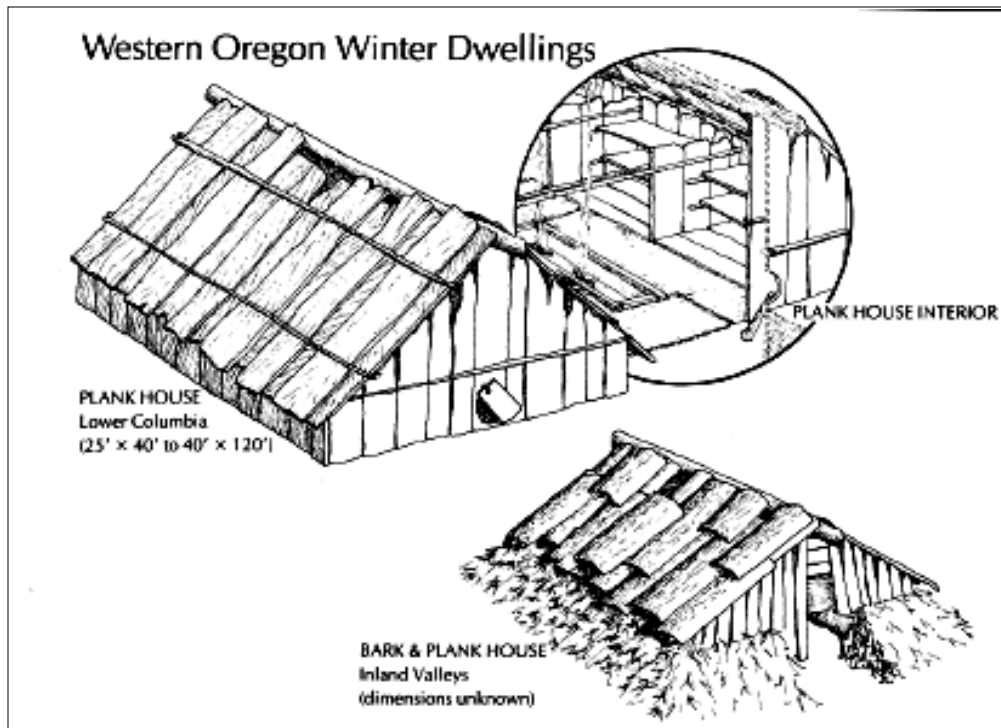 Western Oregon Winter Dwellings
PLANK HOUSE INTERIOR
PLANK HOUSE
Lower Columbia
(25' × 40' to 40' × 120')
BARK & PLANK HOUSE
Inland Valleys
(dimensions unknown)